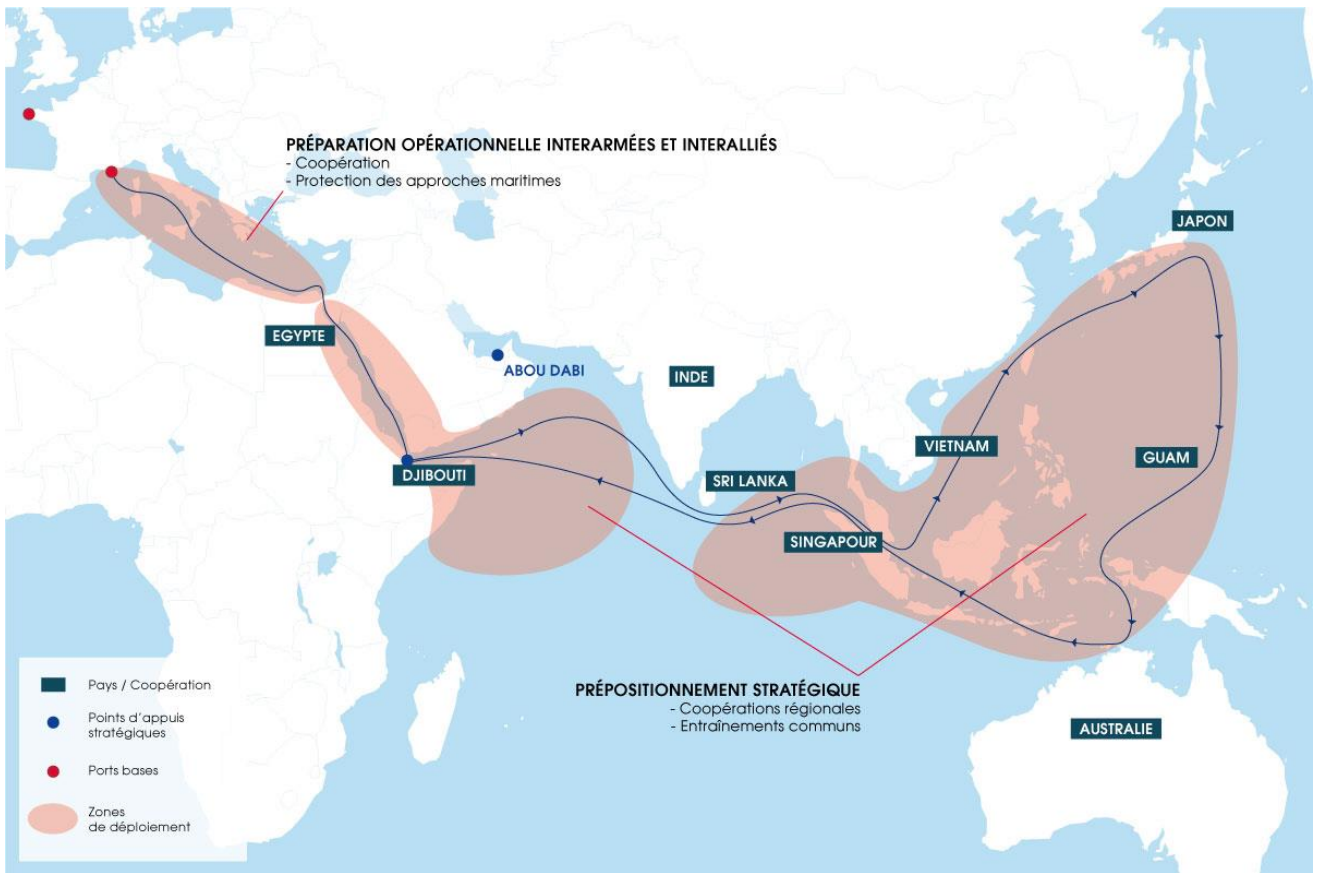 PRÉPARATION OPÉRATIONNELLE INTERARMÉES ET INTERALLIÉS
- Coopération
- Protection des approches maritimes
JAPON
EGYPTE
ABOU DABI
INDE
VIETNAM
GUAM
DJIBOUTI
SRI LANKA
SINGAPOUR
PRÉPOSITIONNEMENT STRATÉGIQUE
- Coopérations régionales
- Entraînements communs
AUSTRALIE
Pays / Coopération
Points d'appuis
stratégiques
Ports bases
Zones
de déploiement